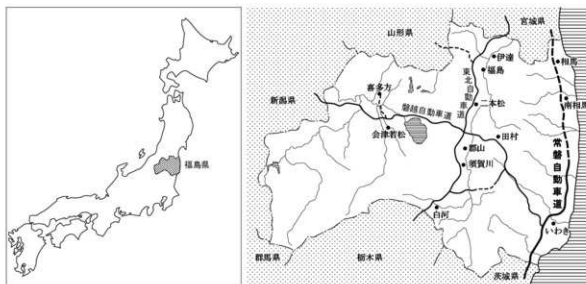 福島県
宮城県
山形県
新潟県
群馬県
栃木県
茨城県
東北自動車道
磐越自動車道
常磐自動車道
伊達
福島
相馬
南相馬
喜多方
二本松
会津若松
田村
郡山
須賀川
白河
いわき